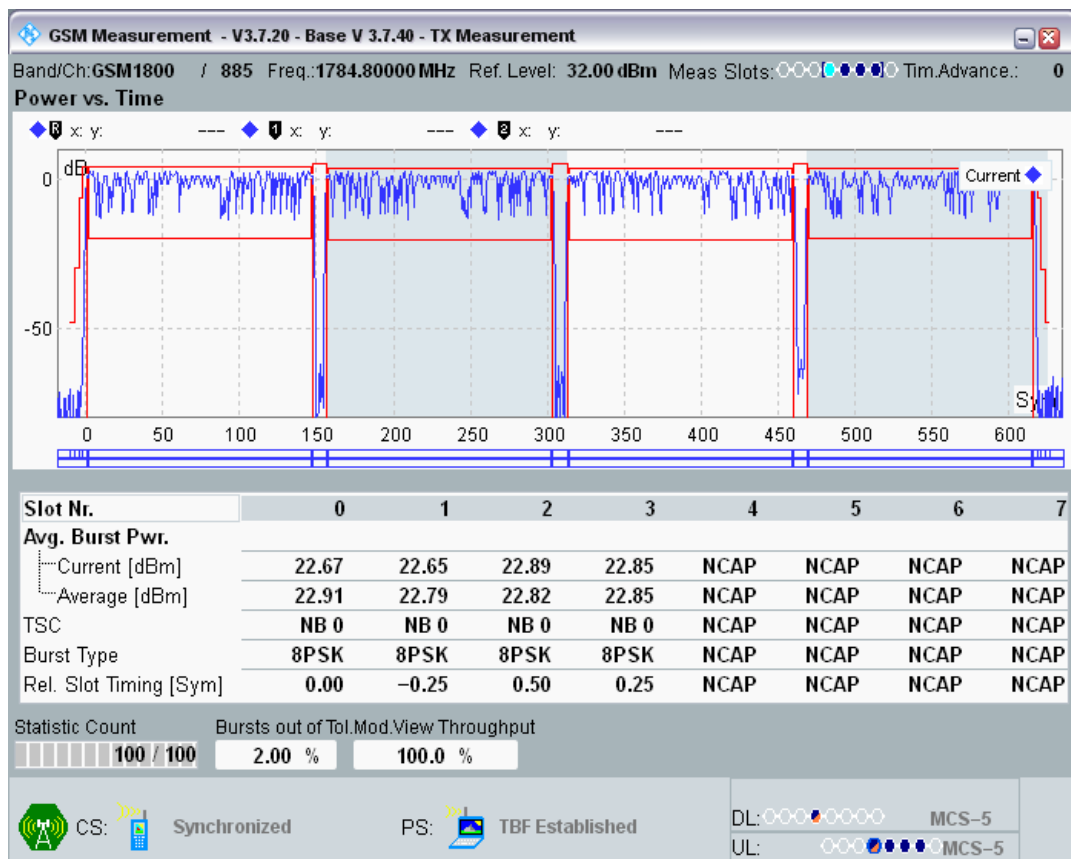 GSM Measurement - V3.7.20 - Base V 3.7.40 - TX Measurement
Band/Ch:GSM1800 / 885 Freq.:1784.80000 MHz Ref. Level: 32.00 dBm Meas Slots: Tim.Advance.: 0
Power vs. Time
R x: y: --- 1 x: y: --- 2 x: y: ---
dB
Current
0
-50
Sym
0 50 100 150 200 250 300 350 400 450 500 550 600
Slot Nr. 0 1 2 3 4 5 6 7
Avg. Burst Pwr.
Current [dBm] 22.67 22.65 22.89 22.85 NCAP NCAP NCAP NCAP
Average [dBm] 22.91 22.79 22.82 22.85 NCAP NCAP NCAP NCAP
TSC NB 0 NB 0 NB 0 NB 0 NCAP NCAP NCAP NCAP
Burst Type 8PSK 8PSK 8PSK 8PSK NCAP NCAP NCAP NCAP
Rel. Slot Timing [Sym] 0.00 −0.25 0.50 0.25 NCAP NCAP NCAP NCAP
Statistic Count Bursts out of Tol. Mod.View Throughput
100 / 100 2.00 % 100.0 %
CS: Synchronized PS: TBF Established
DL: MCS−5
UL: MCS−5